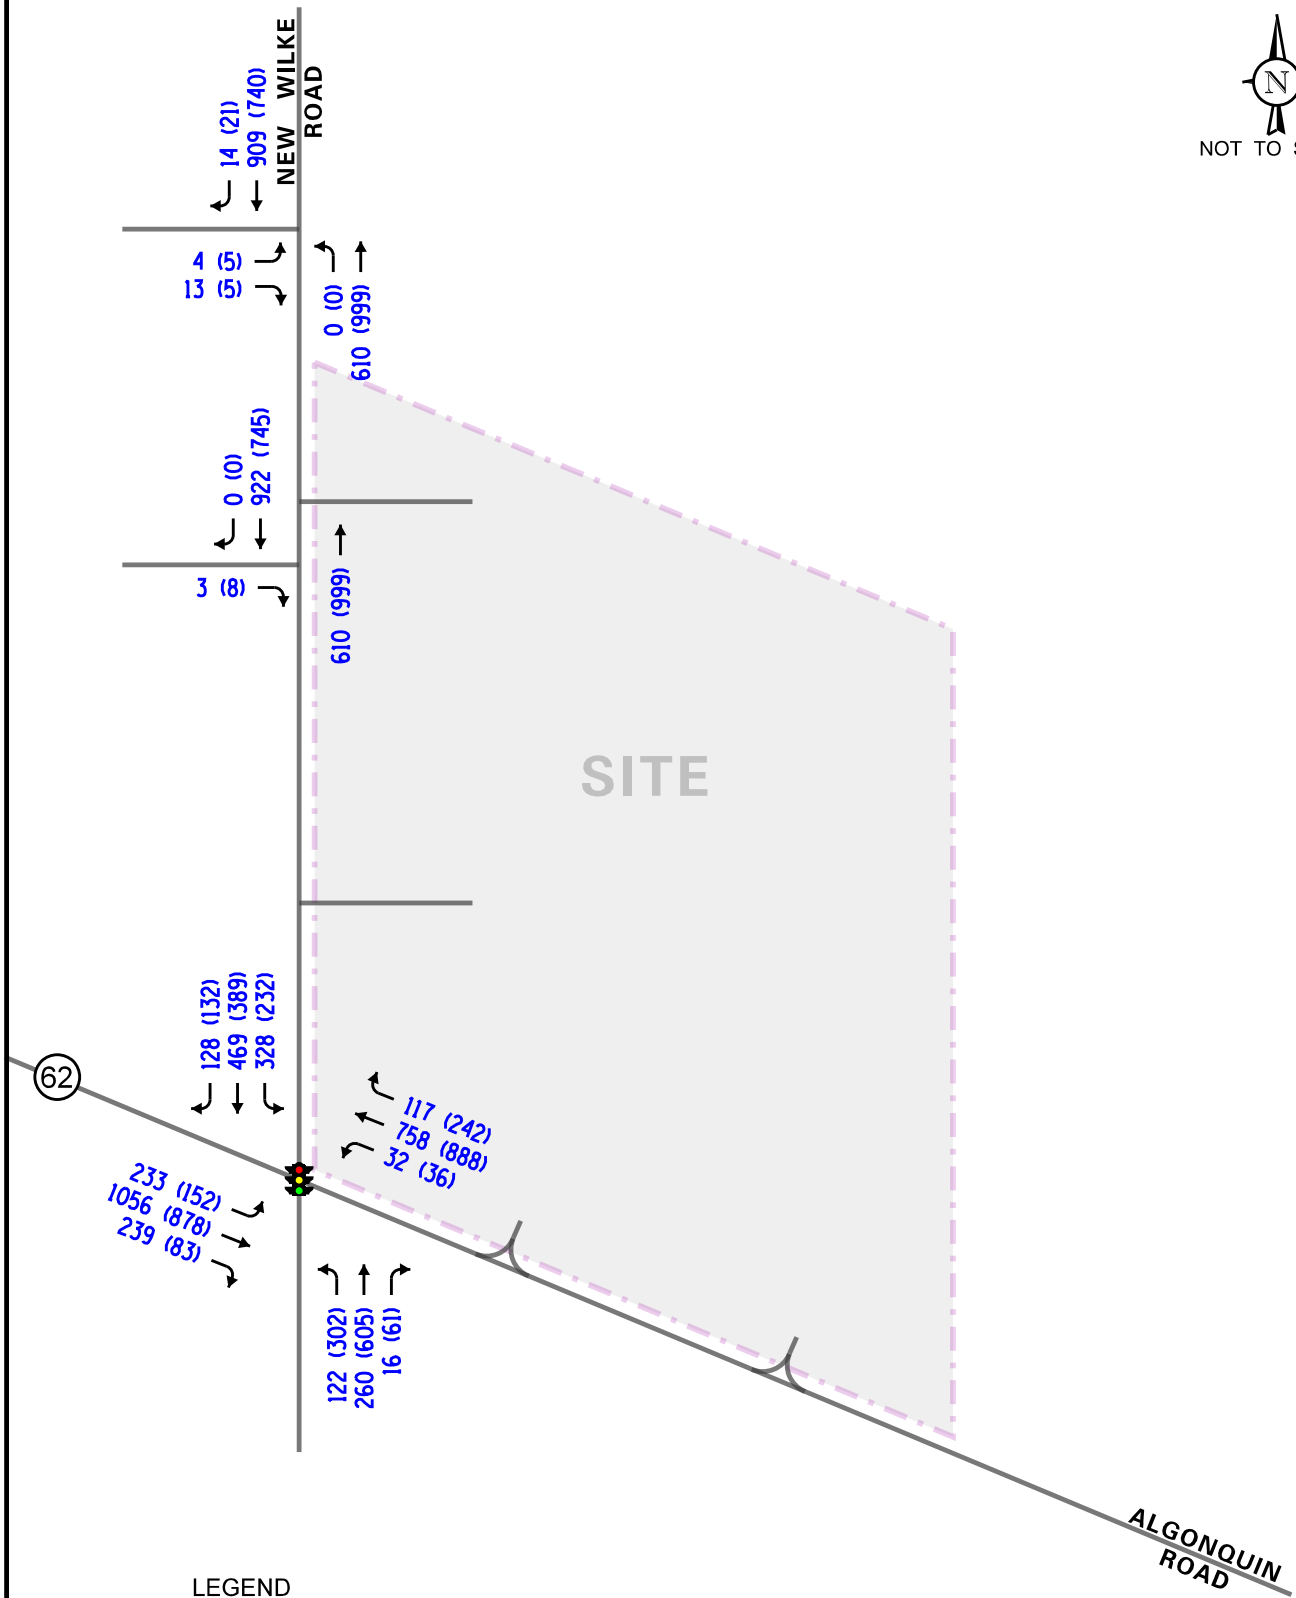 NEW WILKE
ROAD
N
NOT TO S
14 (21)
909 (740)
4 (5)
13 (5)
0 (0)
610 (999)
0 (0)
922 (745)
3 (8)
610 (999)
SITE
128 (132)
469 (389)
328 (232)
62
117 (242)
758 (888)
32 (36)
233 (152)
1056 (878)
239 (83)
122 (302)
260 (605)
16 (61)
ALGONQUIN
ROAD
LEGEND